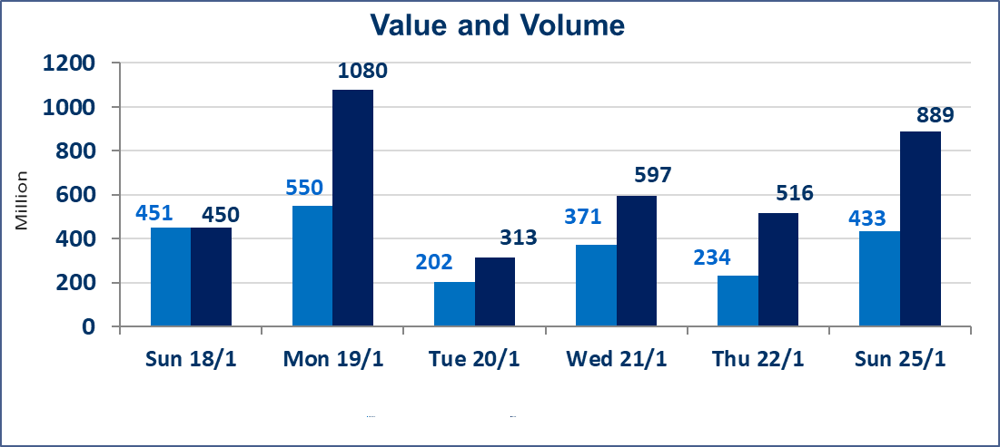 Value and Volume
1200
1000
800
600
400
200
0
Million
451
450
550
1080
202
313
371
597
234
516
433
889
Sun 18/1
Mon 19/1
Tue 20/1
Wed 21/1
Thu 22/1
Sun 25/1